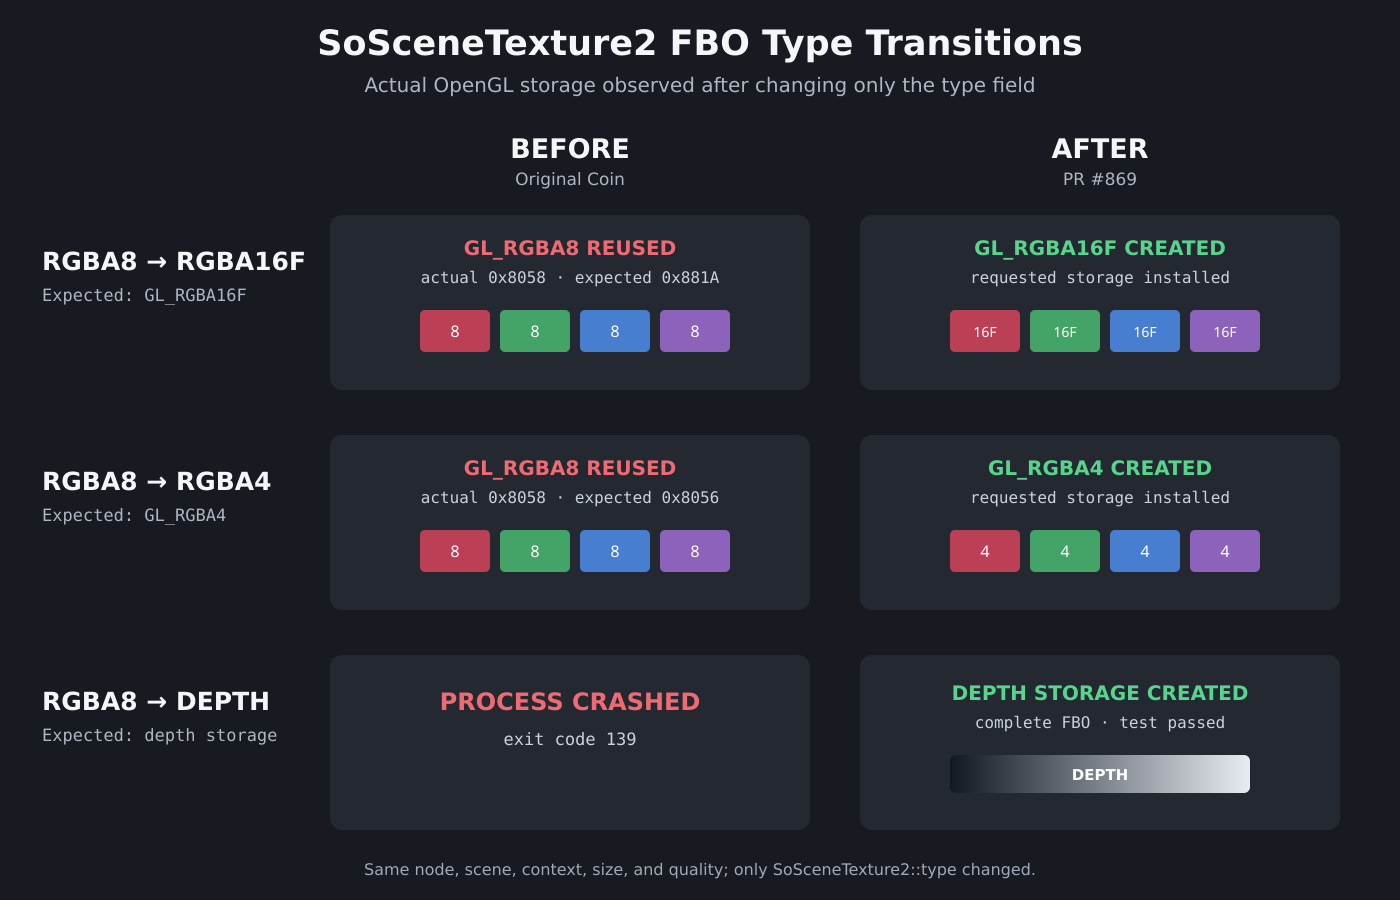 SoSceneTexture2 FBO Type Transitions
Actual OpenGL storage observed after changing only the type field
BEFORE
Original Coin
AFTER
PR #869
RGBA8 → RGBA16F
Expected: GL_RGBA16F
GL_RGBA8 REUSED
actual 0x8058 · expected 0x881A
8 8 8 8
GL_RGBA16F CREATED
requested storage installed
16F 16F 16F 16F
RGBA8 → RGBA4
Expected: GL_RGBA4
GL_RGBA8 REUSED
actual 0x8058 · expected 0x8056
8 8 8 8
GL_RGBA4 CREATED
requested storage installed
4 4 4 4
RGBA8 → DEPTH
Expected: depth storage
PROCESS CRASHED
exit code 139
DEPTH STORAGE CREATED
complete FBO · test passed
DEPTH
Same node, scene, context, size, and quality; only SoSceneTexture2::type changed.